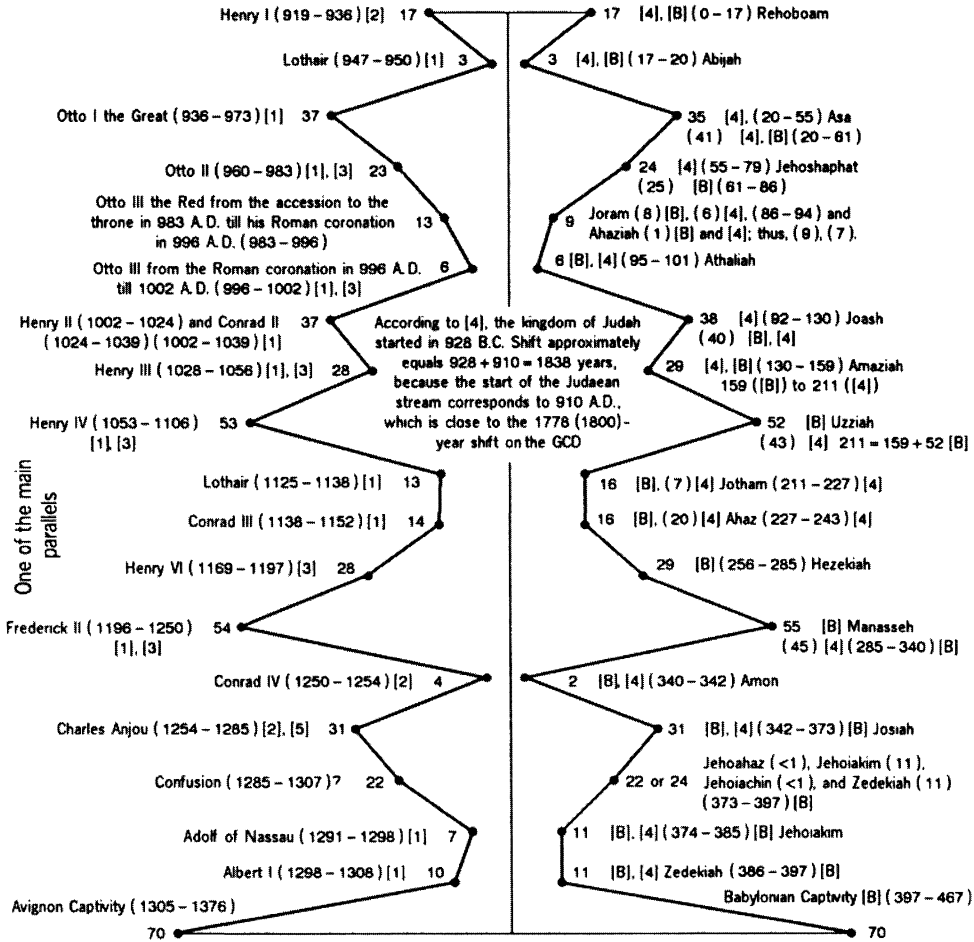 Henry I (919 – 936) [2] 17
17 [4], [B] (0 – 17) Rehoboam
Lothair (947 – 950) [1] 3
3 [4], [B] (17 – 20) Abijah
Otto I the Great (936 – 973) [1] 37
35 [4], (20 – 55) Asa
(41) [4], [B] (20 – 61)
Otto II (960 – 983) [1], [3] 23
24 [4] (55 – 79) Jehoshaphat
(25) [B] (61 – 86)
Otto III the Red from the accession to the
throne in 983 A.D. till his Roman coronation
in 996 A.D. (983 – 996)
13
9
Joram (8) [B], (6) [4], (86 – 94) and
Ahaziah (1) [B] and [4]; thus, (9), (7).
Otto III from the Roman coronation in 996 A.D.
till 1002 A.D. (996 – 1002) [1], [3]
6
6 [B], [4] (95 – 101) Athaliah
Henry II (1002 – 1024) and Conrad II 37
(1024 – 1039) (1002 – 1039) [1]
38 [4] (92 – 130) Joash
(40) [B], [4]
Henry III (1028 – 1056) [1], [3] 28
29 [4], [B] (130 – 159) Amaziah
159 ([B]) to 211 ([4])
According to [4], the kingdom of Judah
started in 928 B.C. Shift approximately
equals 928 + 910 = 1838 years,
because the start of the Judaean
stream corresponds to 910 A.D.,
which is close to the 1778 (1800)-
year shift on the GCD
Henry IV (1053 – 1106) 53
[1], [3]
52 [B] Uzziah
(43) [4] 211 = 159 + 52 [B]
One of the main
parallels
Lothair (1125 – 1138) [1] 13
16 [B], (7) [4] Jotham (211 – 227) [4]
Conrad III (1138 – 1152) [1] 14
16 [B], (20) [4] Ahaz (227 – 243) [4]
Henry VI (1169 – 1197) [3] 28
29 [B] (256 – 285) Hezekiah
Frederick II (1196 – 1250) 54
[1], [3]
55 [B] Manasseh
(45) [4] (285 – 340) [B]
Conrad IV (1250 – 1254) [2] 4
2 [B], [4] (340 – 342) Amon
Charles Anjou (1254 – 1285) [2], [5] 31
31 [B], [4] (342 – 373) [B] Josiah
Confusion (1285 – 1307)? 22
22 or 24
Jehoahaz (<1), Jehoiakim (11),
Jehoiachin (<1), and Zedekiah (11)
(373 – 397) [B]
Adolf of Nassau (1291 – 1298) [1] 7
11 [B], [4] (374 – 385) [B] Jehoiakim
Albert I (1298 – 1308) [1] 10
11 [B], [4] Zedekiah (386 – 397) [B]
Avignon Captivity (1305 – 1376)
Babylonian Captivity [B] (397 – 467)
70
70